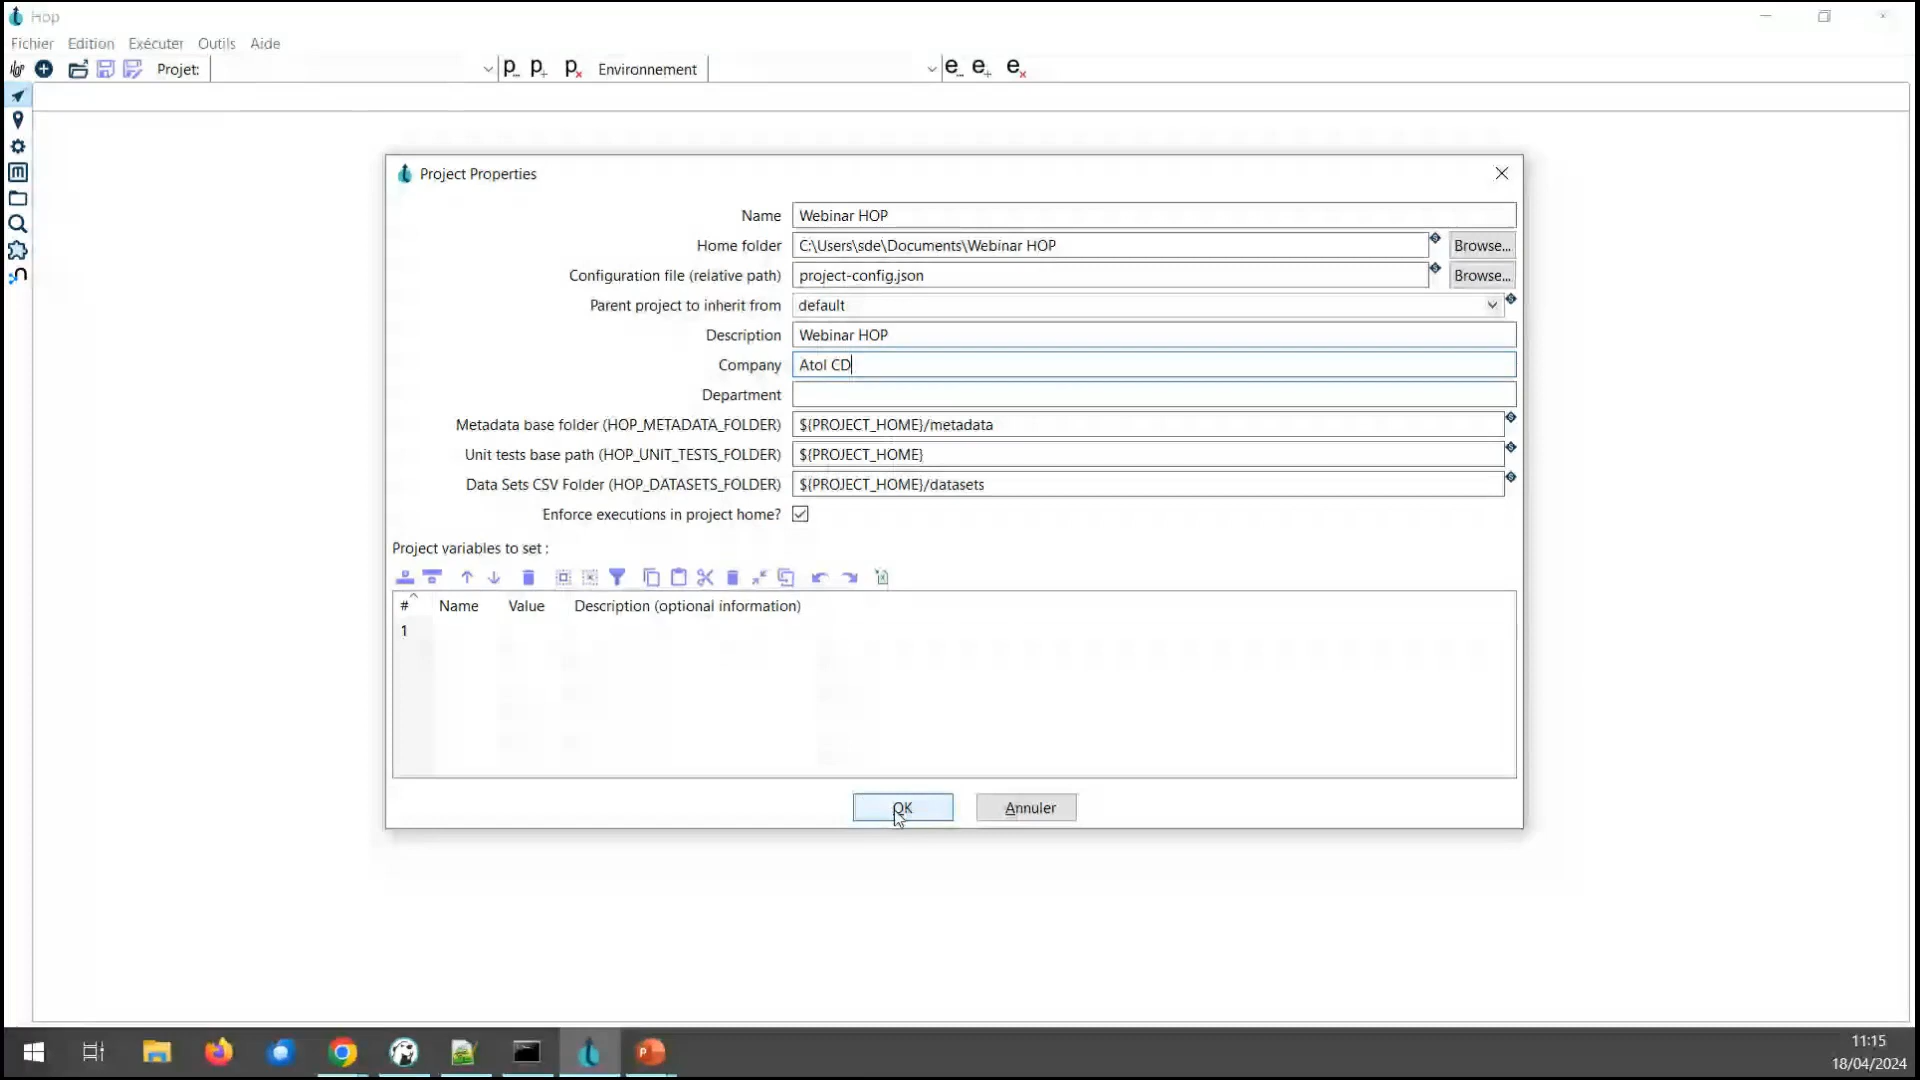 Hop
Fichier Edition Exécuter Outils Aide
Hop Projet: p p+ px Environnement e e+ ex
Project Properties
Name Webinar HOP
Home folder C:\Users\sde\Documents\Webinar HOP Browse...
Configuration file (relative path) project-config.json Browse...
Parent project to inherit from default
Description Webinar HOP
Company Atol CD
Department
Metadata base folder (HOP_METADATA_FOLDER) ${PROJECT_HOME}/metadata
Unit tests base path (HOP_UNIT_TESTS_FOLDER) ${PROJECT_HOME}
Data Sets CSV Folder (HOP_DATASETS_FOLDER) ${PROJECT_HOME}/datasets
Enforce executions in project home?
Project variables to set :
# Name Value Description (optional information)
1
OK Annuler
11:15
18/04/2024